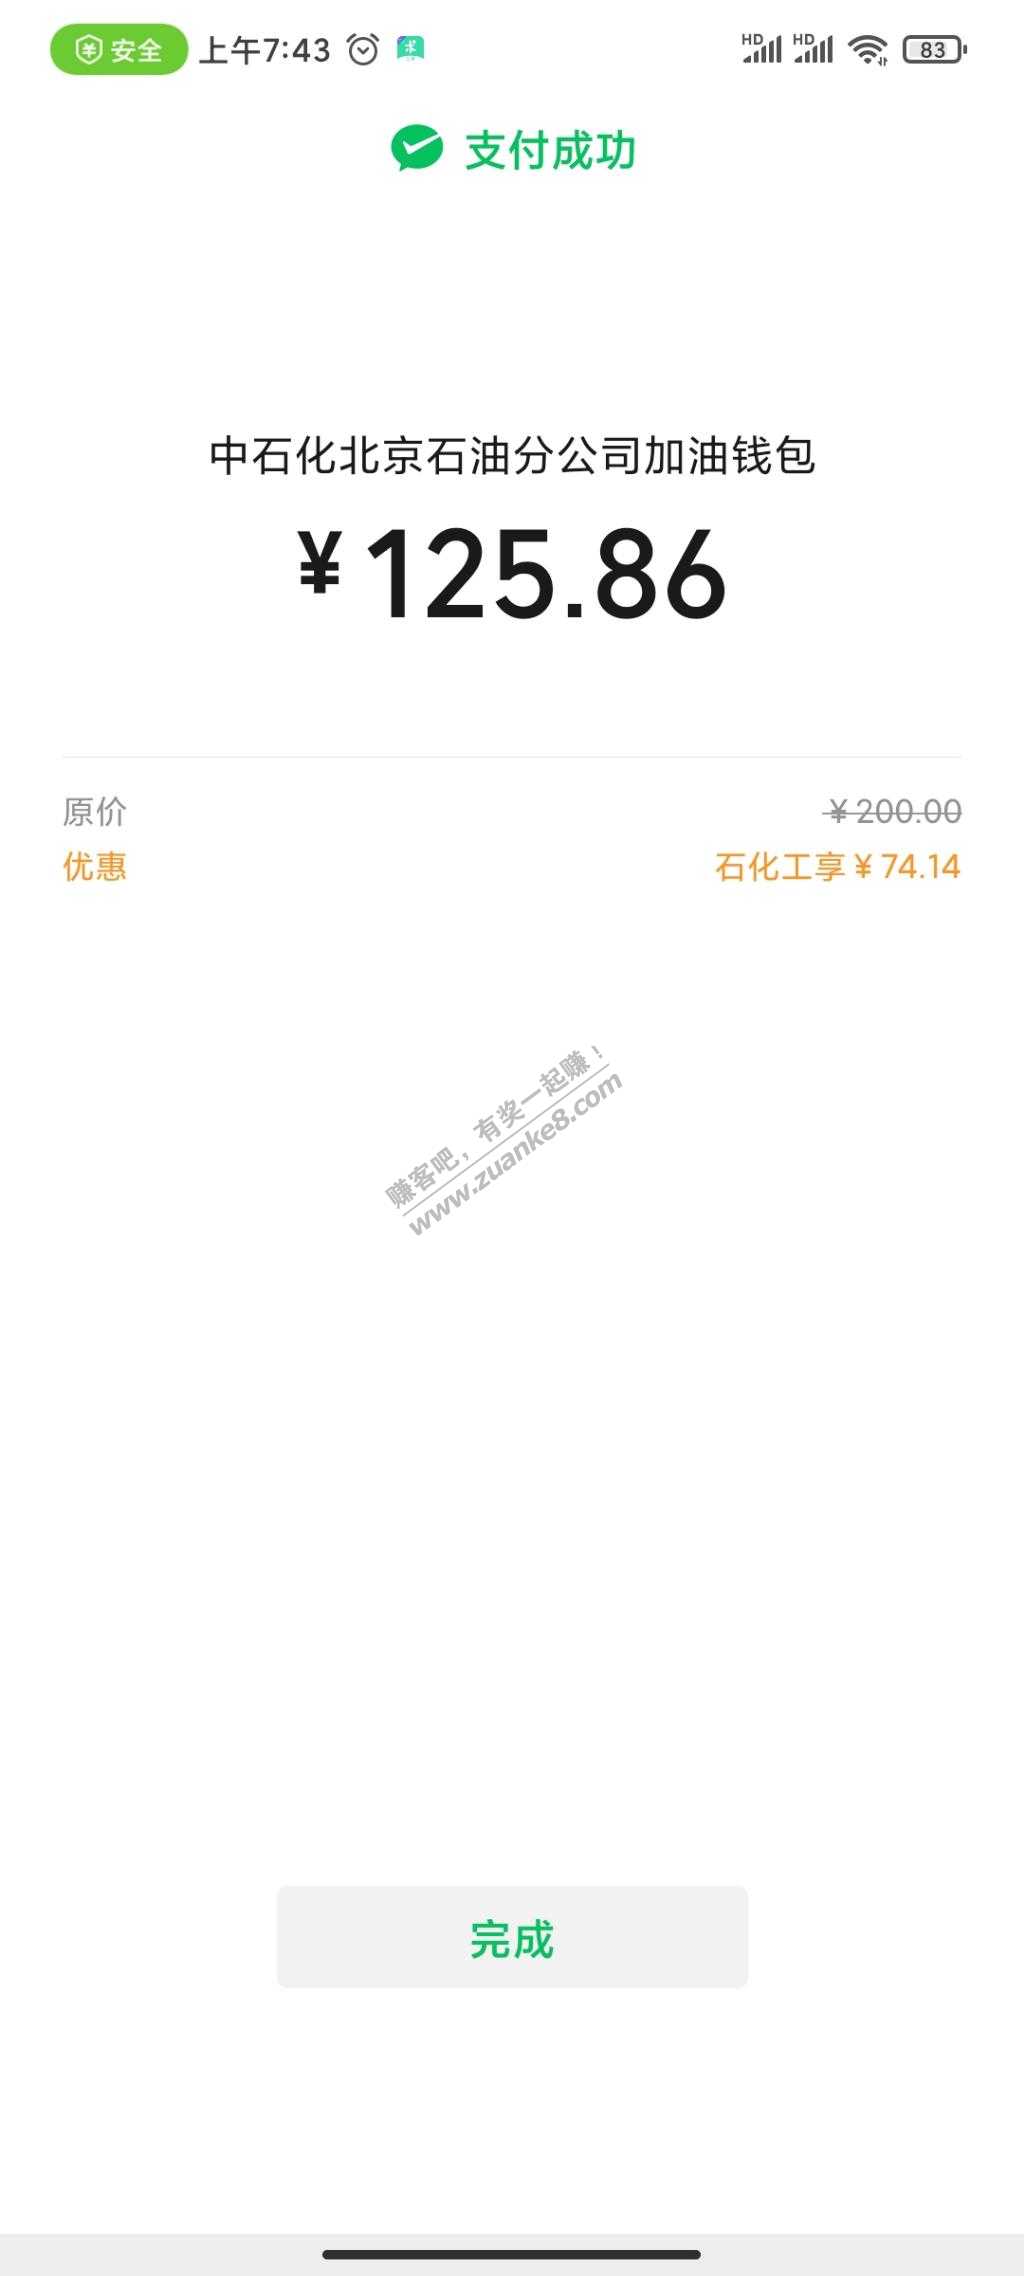 安全 上午7:43 HD HD 83
支付成功
中石化北京石油分公司加油钱包
¥125.86
原价 ¥200.00
优惠 石化工享¥74.14
赚客吧，有奖一起赚！
www.zuanke8.com
完成